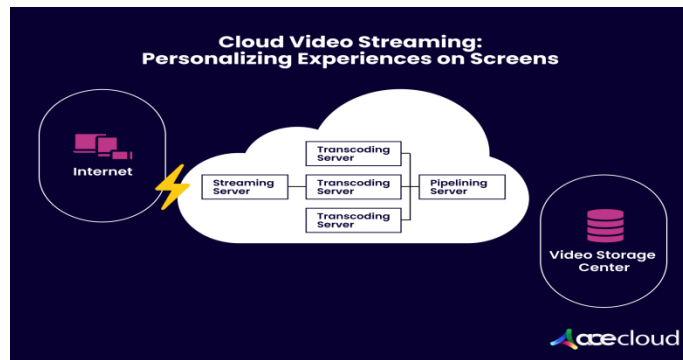 Cloud Video Streaming:
Personalizing Experiences on Screens
Internet
Streaming
Server
Transcoding
Server
Transcoding
Server
Transcoding
Server
Pipelining
Server
Video Storage
Center
acecloud